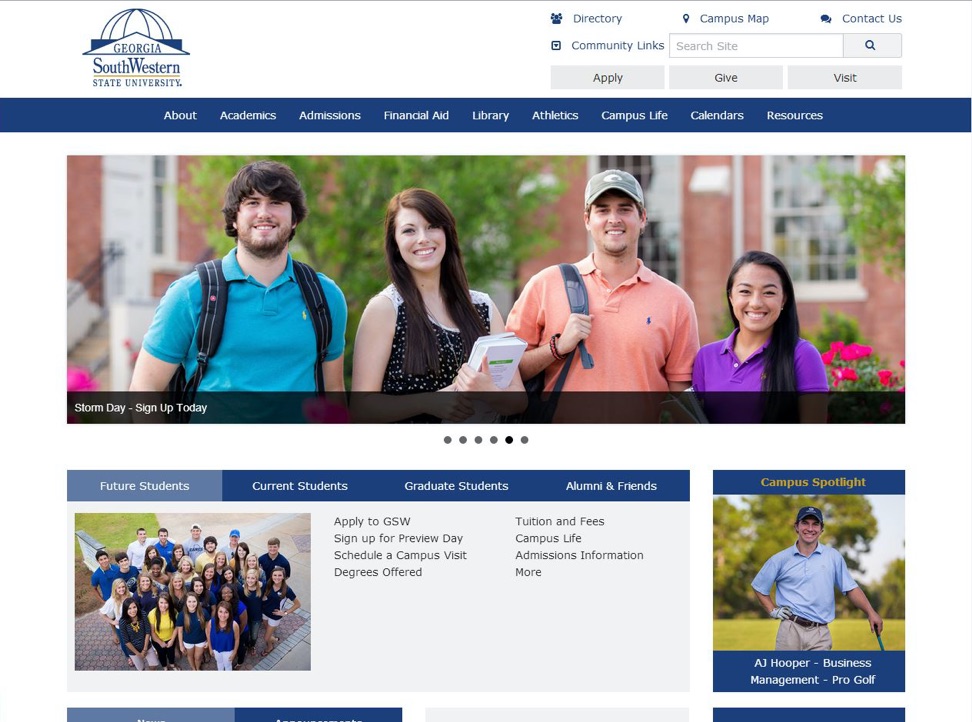 GEORGIA
SouthWestern
STATE UNIVERSITY
Directory
Campus Map
Contact Us
Community Links
Search Site
Apply
Give
Visit
About
Academics
Admissions
Financial Aid
Library
Athletics
Campus Life
Calendars
Resources
Storm Day - Sign Up Today
Future Students
Current Students
Graduate Students
Alumni & Friends
Apply to GSW
Sign up for Preview Day
Schedule a Campus Visit
Degrees Offered
Tuition and Fees
Campus Life
Admissions Information
More
Campus Spotlight
AJ Hooper - Business
Management - Pro Golf
News
Announcements